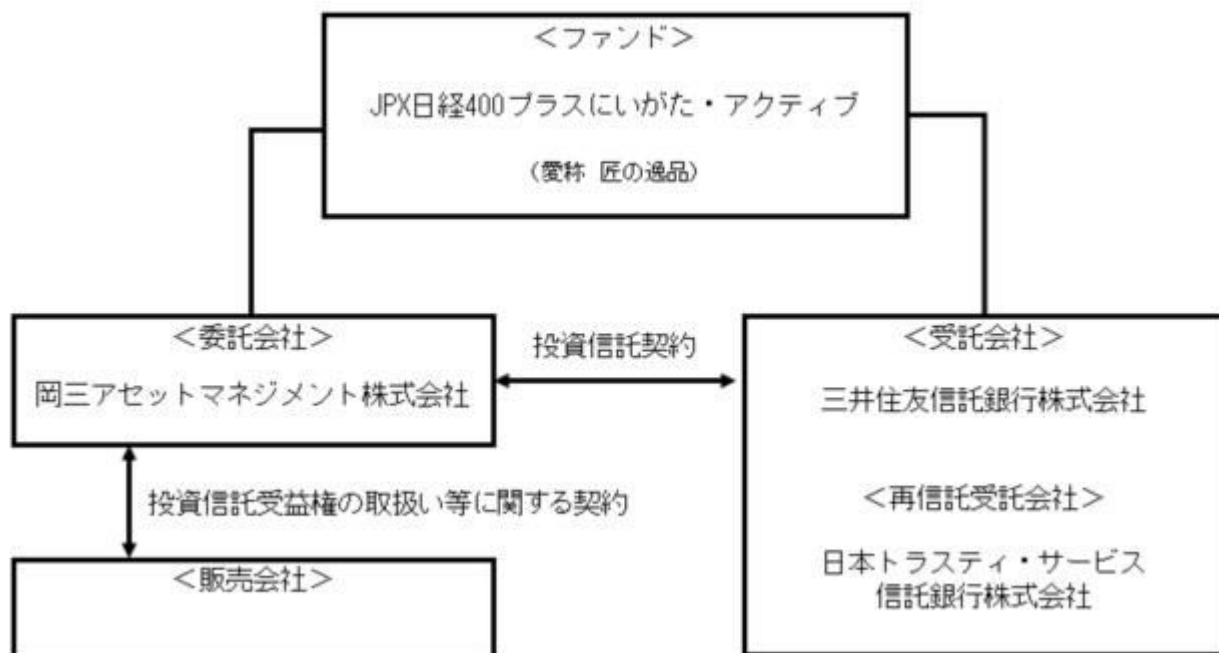 ＜ファンド＞
JPX日経400プラスにいがた・アクティブ
（愛称 匠の逸品）
＜委託会社＞
岡三アセットマネジメント株式会社
投資信託契約
＜受託会社＞
三井住友信託銀行株式会社
＜再信託受託会社＞
日本トラスティ・サービス
信託銀行株式会社
投資信託受益権の取扱い等に関する契約
＜販売会社＞